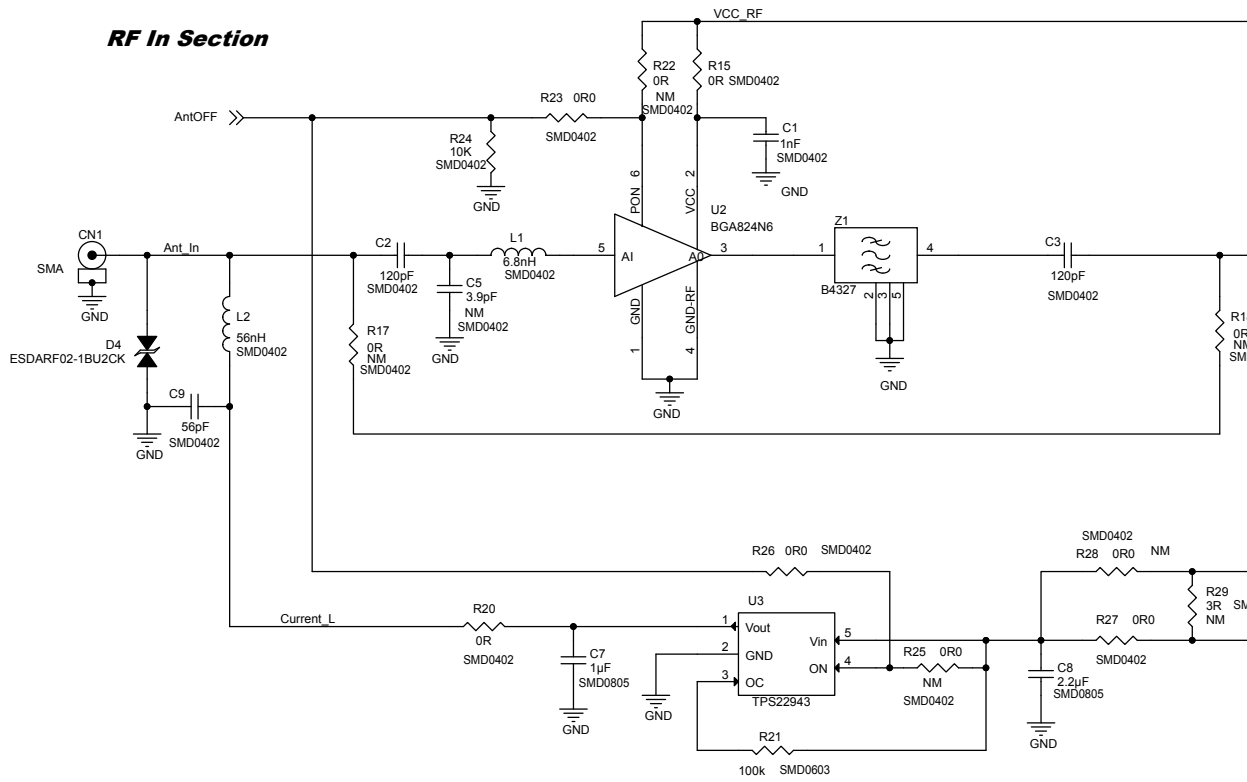 RF In Section
VCC_RF
R22
0R
NM
SMD0402
R15
0R SMD0402
R23 0R0
SMD0402
AntOFF
R24
10K
SMD0402
GND
C1
1nF
SMD0402
GND
6
PON
2
VCC
U2
BGA824N6
CN1
SMA
GND
Ant_In
C2
120pF
SMD0402
L1
6.8nH
SMD0402
5
AI
AO
3
Z1
1
4
B4327
2
3
5
GND
C3
120pF
SMD0402
C5
3.9pF
NM
SMD0402
GND
GND
1
GND-RF
4
GND
L2
56nH
SMD0402
D4
ESDARF02-1BU2CK
C9
56pF
SMD0402
GND
R17
0R
NM
SMD0402
0R
NM
R26 0R0 SMD0402
SMD0402
R28 0R0 NM
R29
3R
NM
R27 0R0
SMD0402
Current_L
R20
0R
SMD0402
C7
1µF
SMD0805
GND
U3
1
Vout
2
GND
3
OC
Vin
5
ON
4
TPS22943
GND
R25 0R0
NM
SMD0402
C8
2.2µF
SMD0805
GND
R21
100k SMD0603